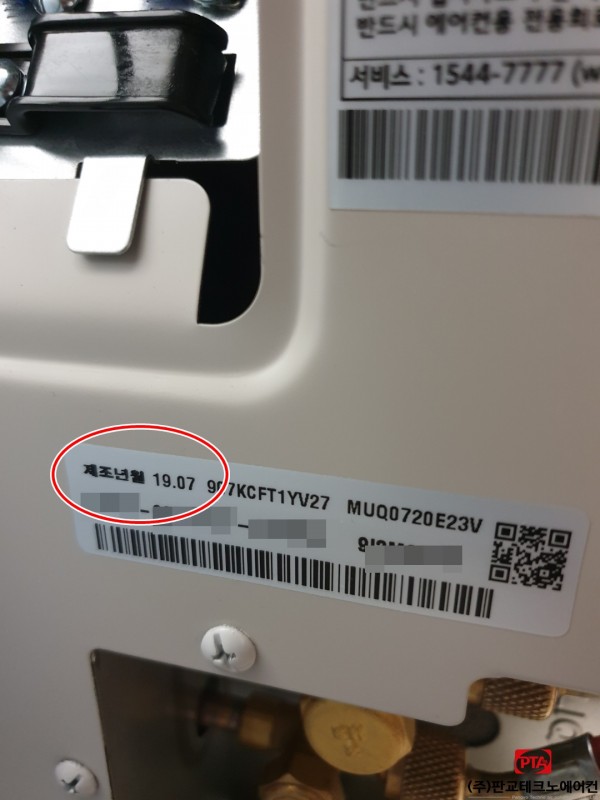 반드시 에어컨용 전용회로
서비스 : 1544-7777 (w
제조년월 19.07 907KCFT1YV27 MUQ0720E23V
PTA
(주)판교테크노에어컨